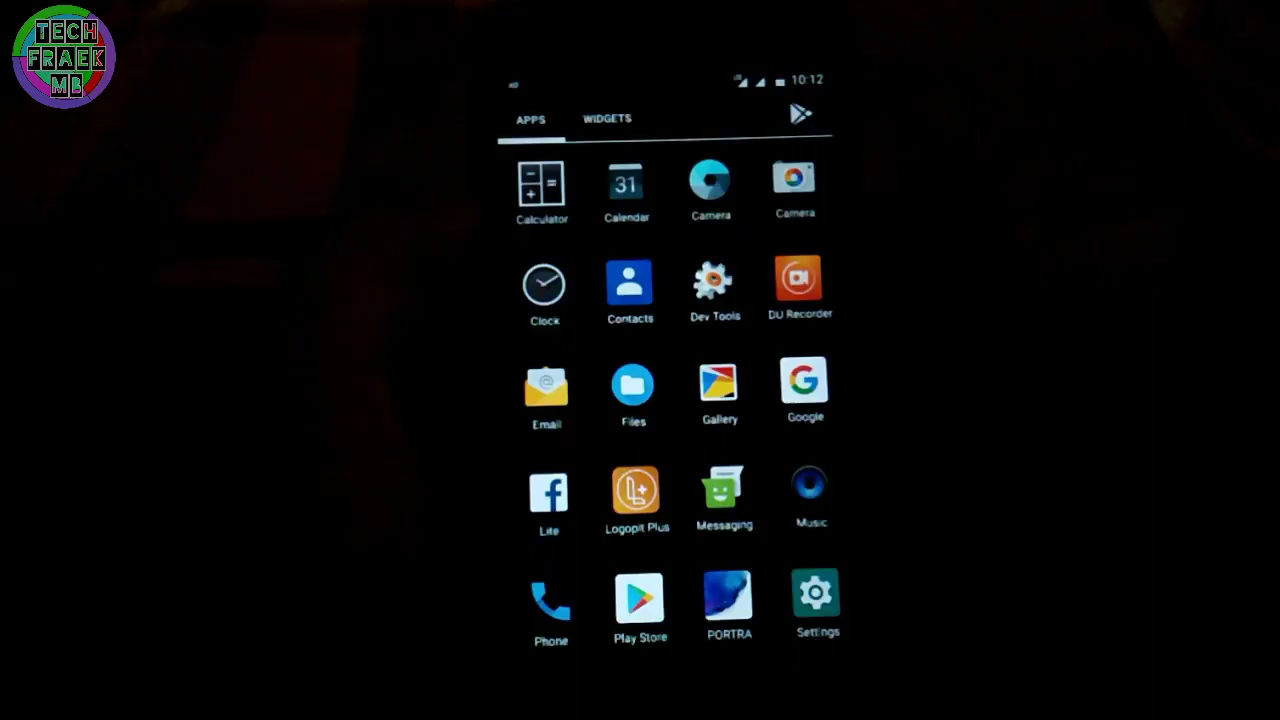 TECH
FRAEK
MB
10:12
APPS WIDGETS
31
Calculator Calendar Camera Camera
Clock Contacts Dev Tools DU Recorder
Email Files Gallery Google
Lite Logopit Plus Messaging Music
Phone Play Store PORTRA Settings